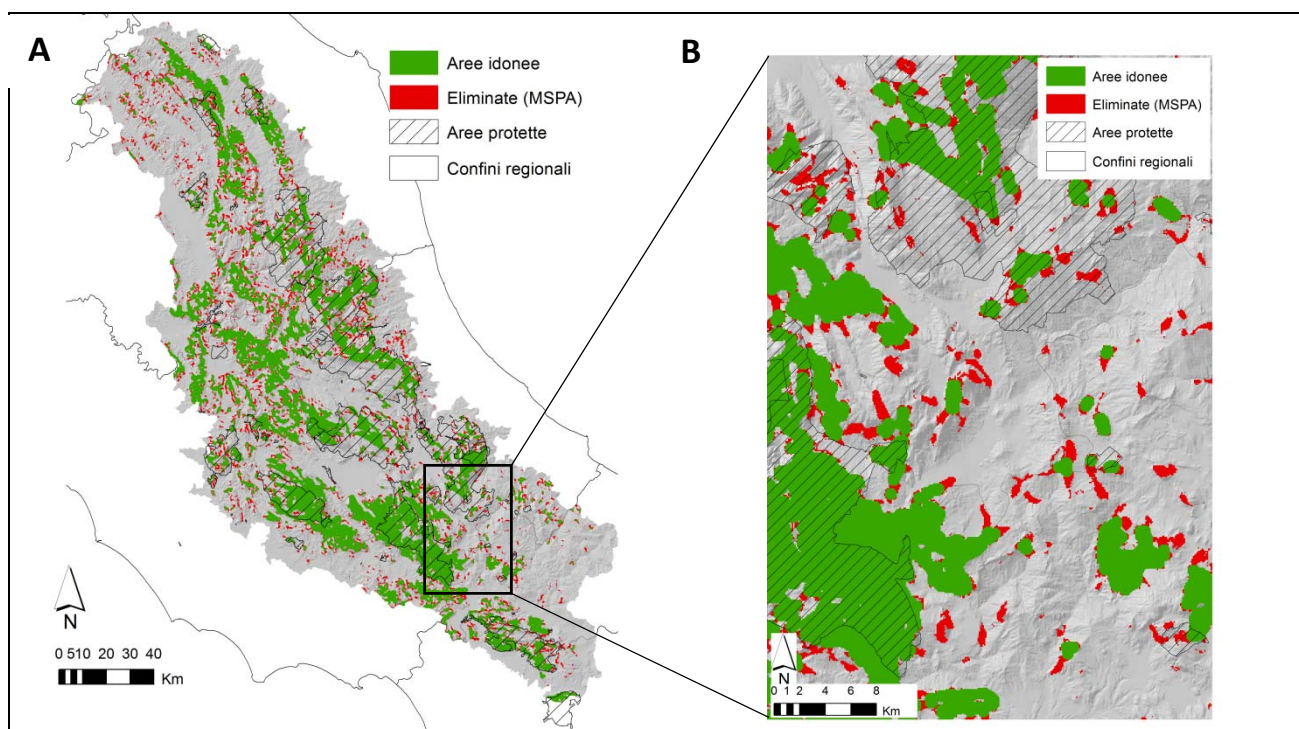 A
Aree idonee
Eliminate (MSPA)
Aree protette
Confini regionali
N
0 510 20 30 40
Km
B
Aree idonee
Eliminate (MSPA)
Aree protette
Confini regionali
N
0 1 2 4 6 8
Km